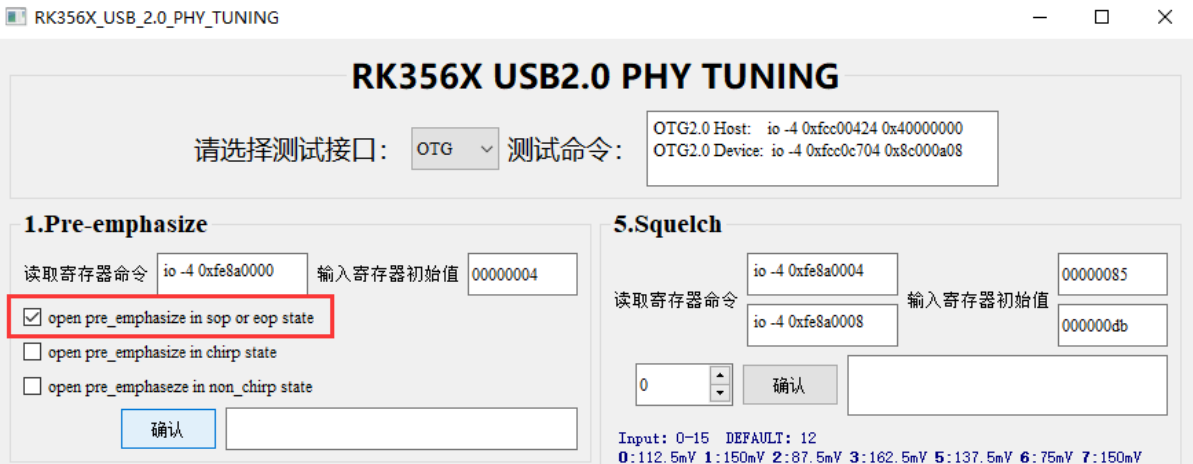 RK356X_USB_2.0_PHY_TUNING
RK356X USB2.0 PHY TUNING
请选择测试接口： OTG 测试命令：
OTG2.0 Host: io -4 0xfcc00424 0x40000000
OTG2.0 Device: io -4 0xfcc0c704 0x8c000a08
1.Pre-emphasize
读取寄存器命令 io -4 0xfe8a0000 输入寄存器初始值 00000004
open pre_emphasize in sop or eop state
open pre_emphasize in chirp state
open pre_emphaseze in non_chirp state
确认
5.Squelch
读取寄存器命令
io -4 0xfe8a0004
io -4 0xfe8a0008
输入寄存器初始值
00000085
000000db
0 确认
Input: 0-15 DEFAULT: 12
0:112.5mV 1:150mV 2:87.5mV 3:162.5mV 5:137.5mV 6:75mV 7:150mV